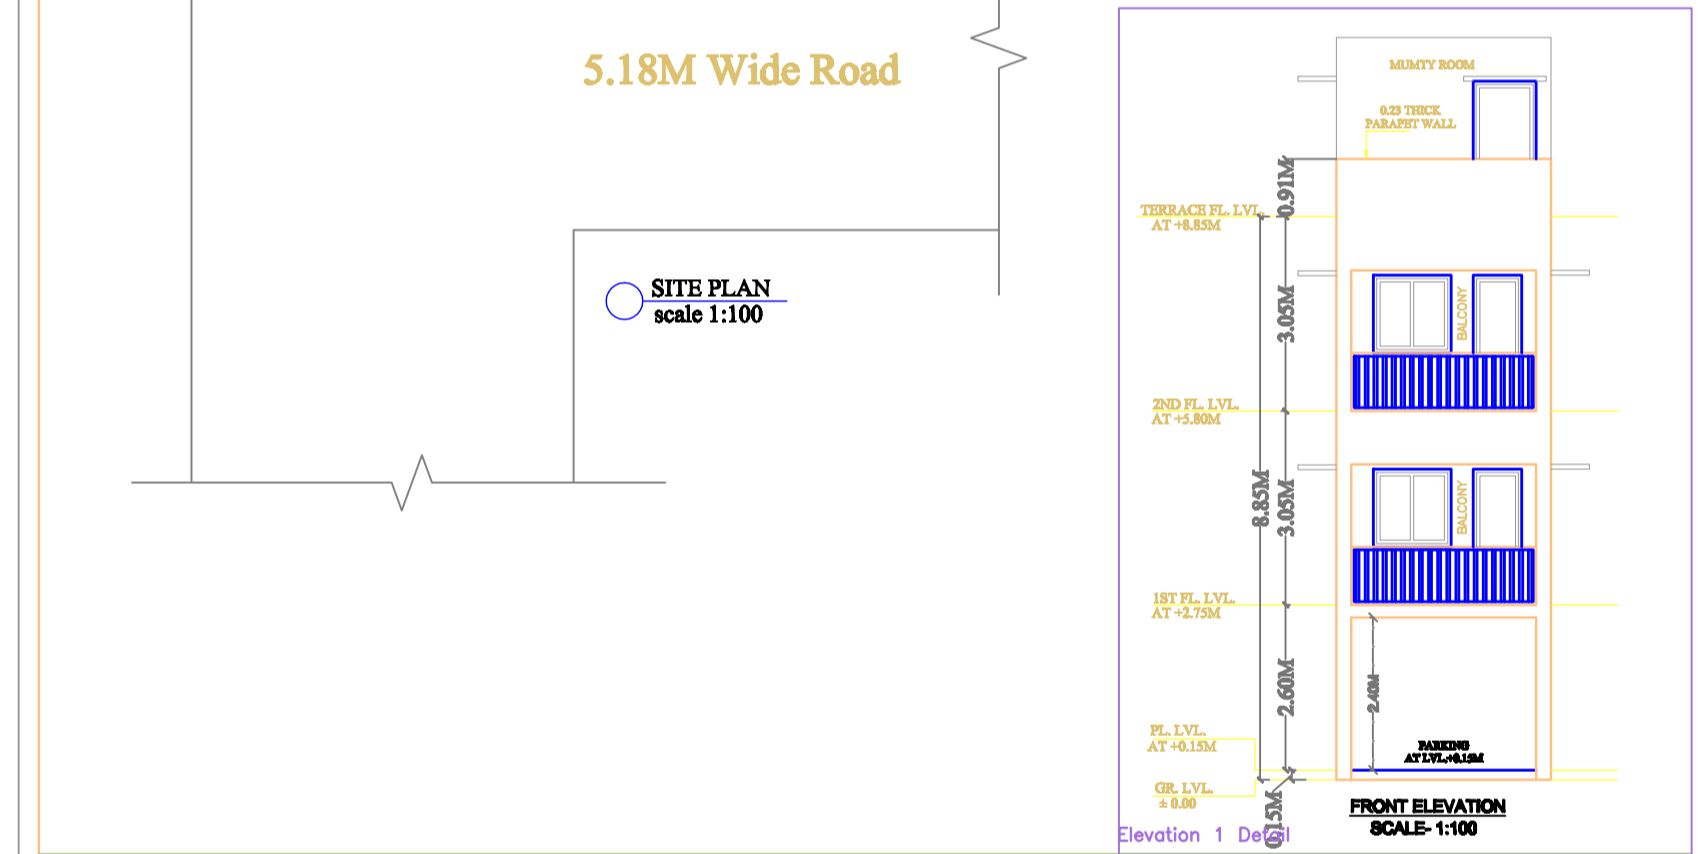 5.18M Wide Road
SITE PLAN
scale 1:100
MUMTY ROOM
0.23 THICK
PARAPET WALL
0.91M
TERRACE FL. LVL.
AT +8.85M
3.05M
BALCONY
2ND FL. LVL.
AT +5.80M
8.85M
3.05M
BALCONY
1ST FL. LVL.
AT +2.75M
2.60M
2.40M
PL. LVL.
AT +0.15M
PARKING
AT LVL.+0.15M
GR. LVL.
± 0.00
0.15M
FRONT ELEVATION
SCALE- 1:100
Elevation 1 Detail